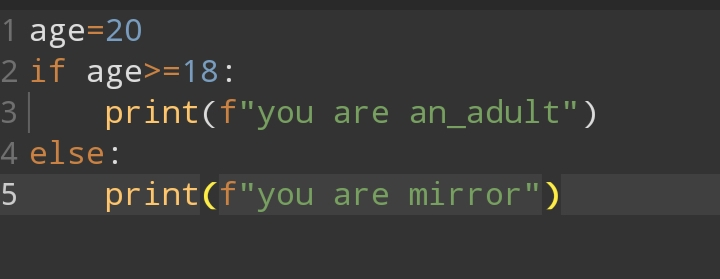 1 age=20
2 if age>=18:
3     print(f"you are an_adult")
4 else:
5     print(f"you are mirror")